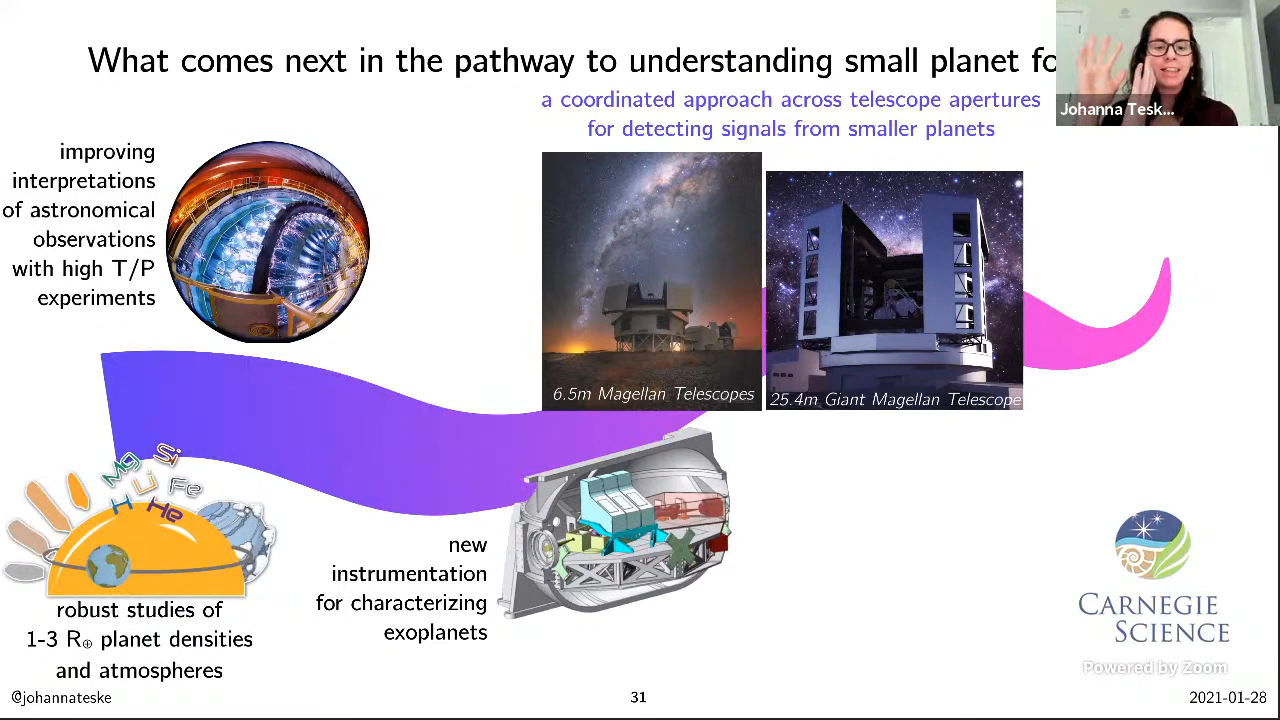 What comes next in the pathway to understanding small planet fo
a coordinated approach across telescope apertures
for detecting signals from smaller planets
Johanna Tesk...
improving
interpretations
of astronomical
observations
with high T/P
experiments
6.5m Magellan Telescopes
25.4m Giant Magellan Telescope
Mg Si
Li Fe
H He
new
instrumentation
for characterizing
exoplanets
robust studies of
1-3 R⊕ planet densities
and atmospheres
CARNEGIE
SCIENCE
Powered by Zoom
@johannateske
31
2021-01-28